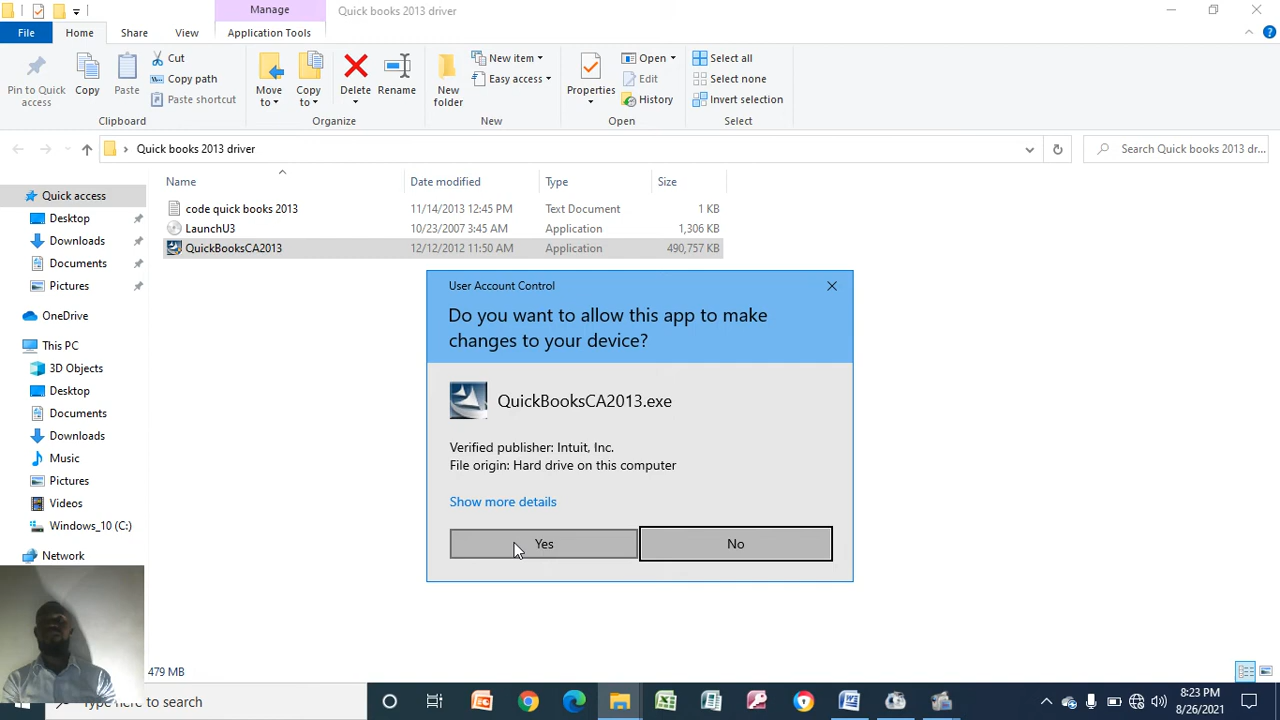 Manage
Quick books 2013 driver
File
Home
Share
View
Application Tools
Pin to Quick access
Copy
Paste
Cut
Copy path
Paste shortcut
Clipboard
Move to
Copy to
Delete
Rename
Organize
New folder
New item
Easy access
New
Properties
Open
Edit
History
Open
Select all
Select none
Invert selection
Select
Quick books 2013 driver
Search Quick books 2013 dr...
Name
Date modified
Type
Size
code quick books 2013
11/14/2013 12:45 PM
Text Document
1 KB
LaunchU3
10/23/2007 3:45 AM
Application
1,306 KB
QuickBooksCA2013
12/12/2012 11:50 AM
Application
490,757 KB
Quick access
Desktop
Downloads
Documents
Pictures
OneDrive
This PC
3D Objects
Desktop
Documents
Downloads
Music
Pictures
Videos
Windows_10 (C:)
Network
User Account Control
Do you want to allow this app to make
changes to your device?
QuickBooksCA2013.exe
Verified publisher: Intuit, Inc.
File origin: Hard drive on this computer
Show more details
Yes
No
479 MB
Type here to search
8:23 PM
8/26/2021